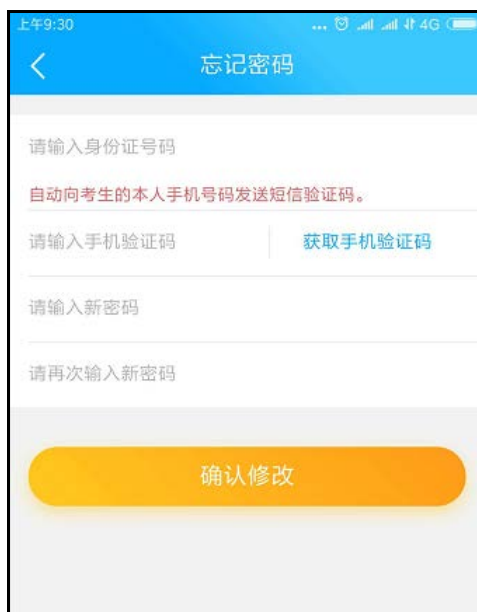 上午9:30 ... 4G
忘记密码
请输入身份证号码
自动向考生的本人手机号码发送短信验证码。
请输入手机验证码 获取手机验证码
请输入新密码
请再次输入新密码
确认修改